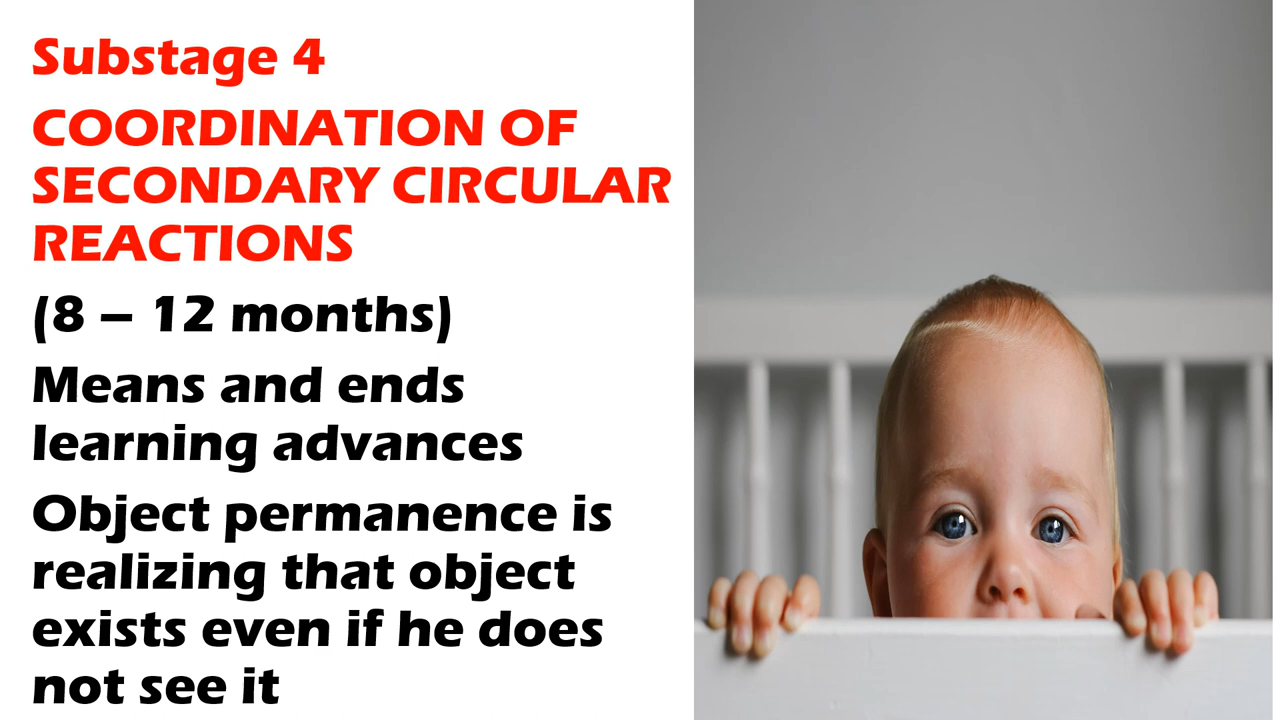 Substage 4
COORDINATION OF
SECONDARY CIRCULAR
REACTIONS
(8 – 12 months)
Means and ends
learning advances
Object permanence is
realizing that object
exists even if he does
not see it